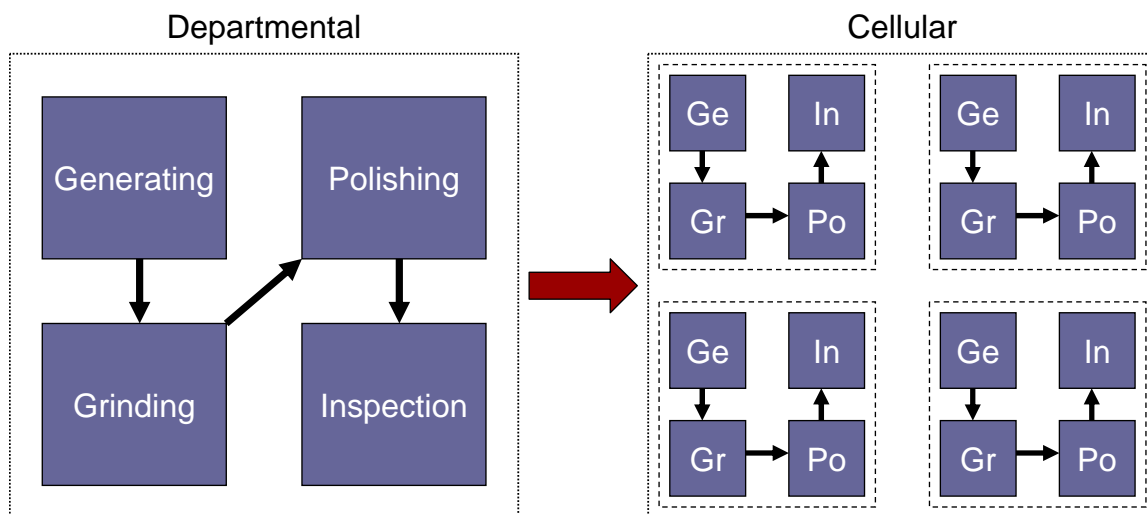 Departmental
Generating
Polishing
Grinding
Inspection
Cellular
Ge
In
Gr
Po
Ge
In
Gr
Po
Ge
In
Gr
Po
Ge
In
Gr
Po